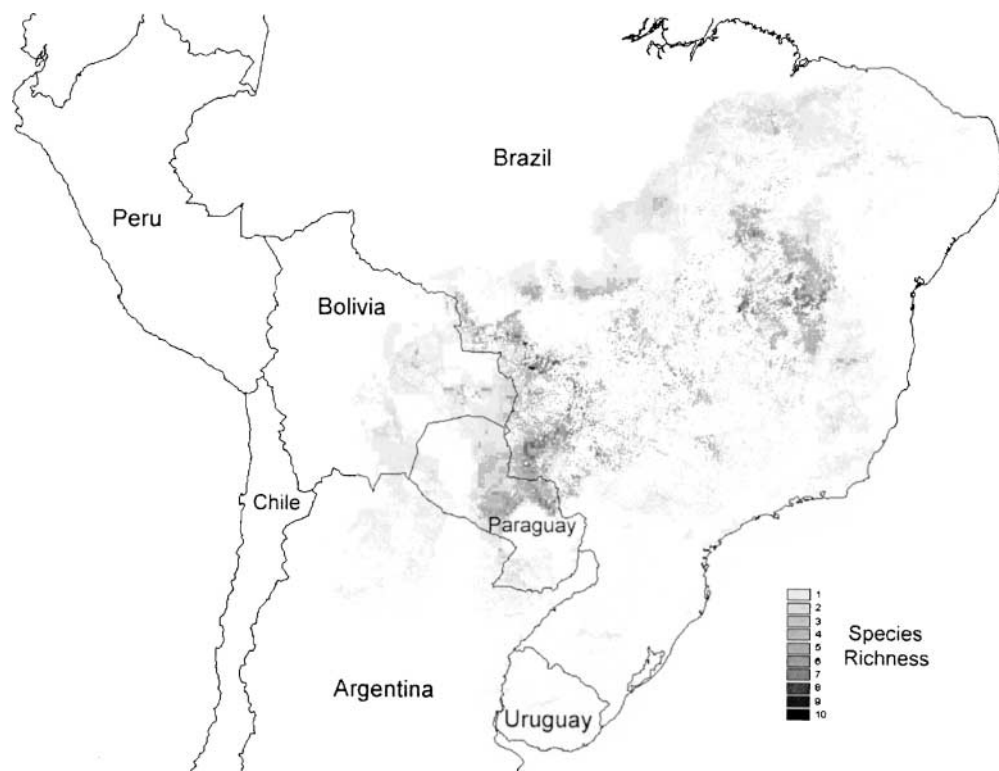 Brazil
Peru
Bolivia
Chile
Paraguay
Argentina
Uruguay
1
2
3
4
5
6
7
8
9
10
Species
Richness